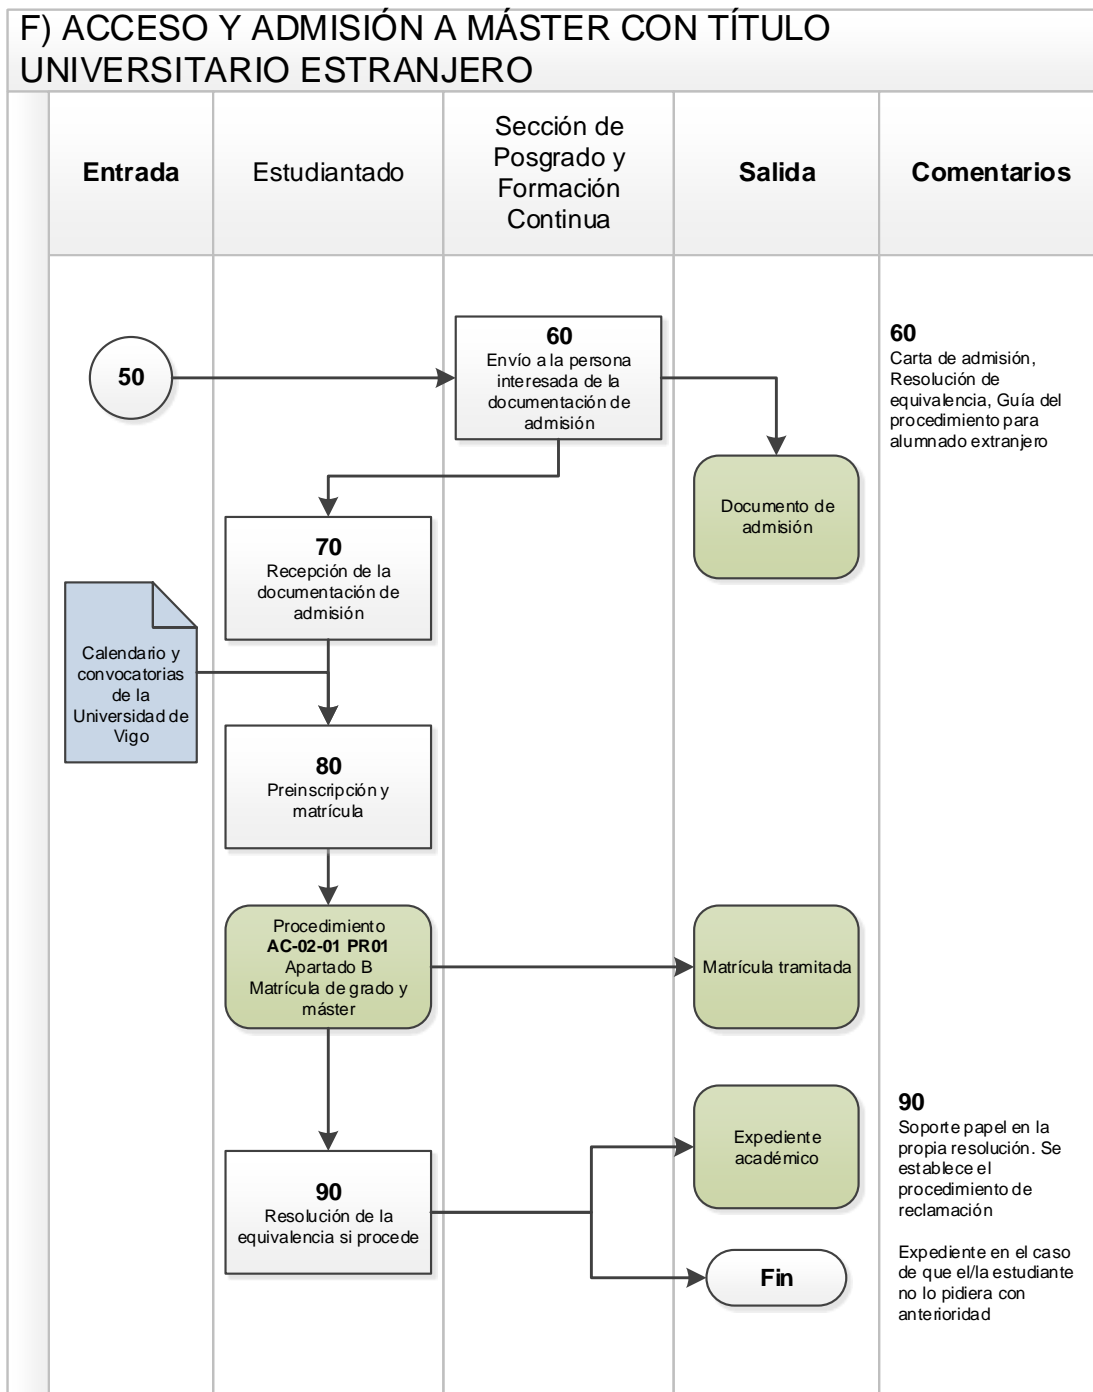 F) ACCESO Y ADMISIÓN A MÁSTER CON TÍTULO
UNIVERSITARIO ESTRANJERO
Entrada
Estudiantado
Sección de
Posgrado y
Formación
Continua
Salida
Comentarios
50
60
Envío a la persona
interesada de la
documentación de
admisión
60
Carta de admisión,
Resolución de
equivalencia, Guía del
procedimiento para
alumnado extranjero
Documento de
admisión
70
Recepción de la
documentación de
admisión
Calendario y
convocatorias
de la
Universidad de
Vigo
80
Preinscripción y
matrícula
Procedimiento
AC-02-01 PR01
Apartado B
Matrícula de grado y
máster
Matrícula tramitada
Expediente
académico
90
Resolución de la
equivalencia si procede
Fin
90
Soporte papel en la
propia resolución. Se
establece el
procedimiento de
reclamación
Expediente en el caso
de que el/la estudiante
no lo pidiera con
anterioridad